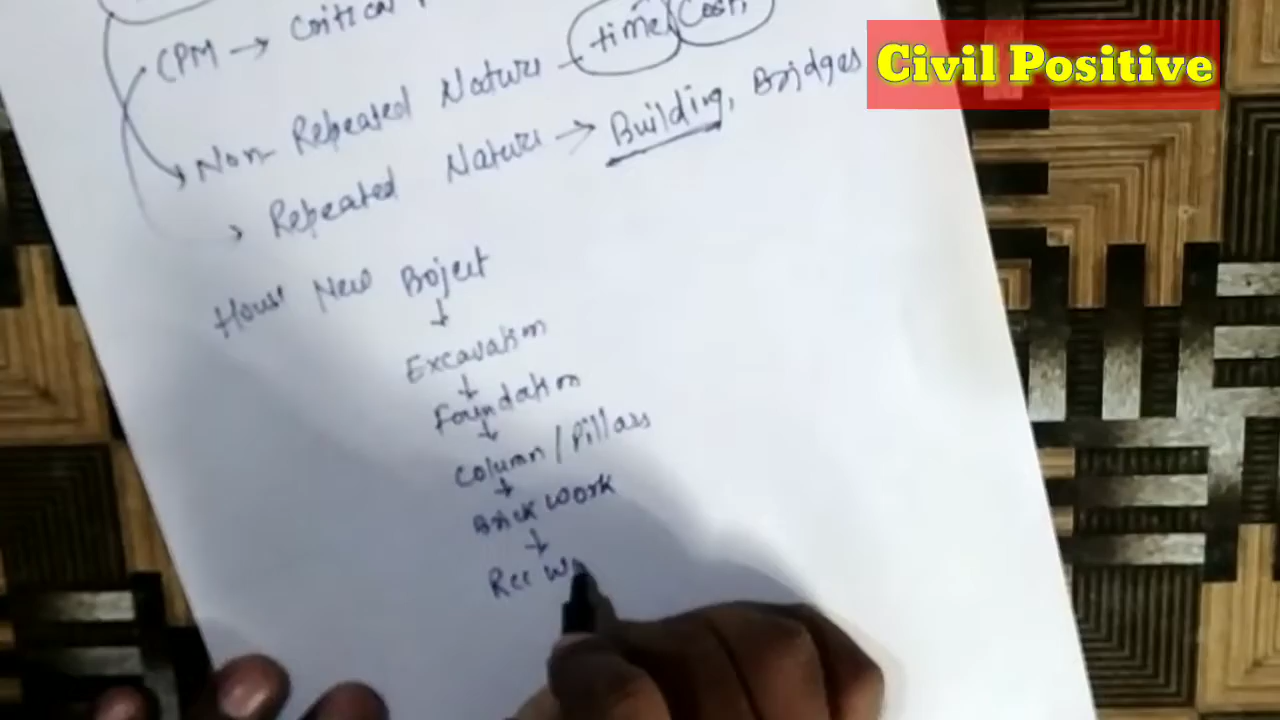 CPM → Critical
Non-Repeated Nature - time, Cost,
Repeated Nature → Building, Bridges
House New Project
↓
Excavation
↓
Foundation
↓
Column / Pillars
↓
Brick work
↓
Rcc
Civil Positive